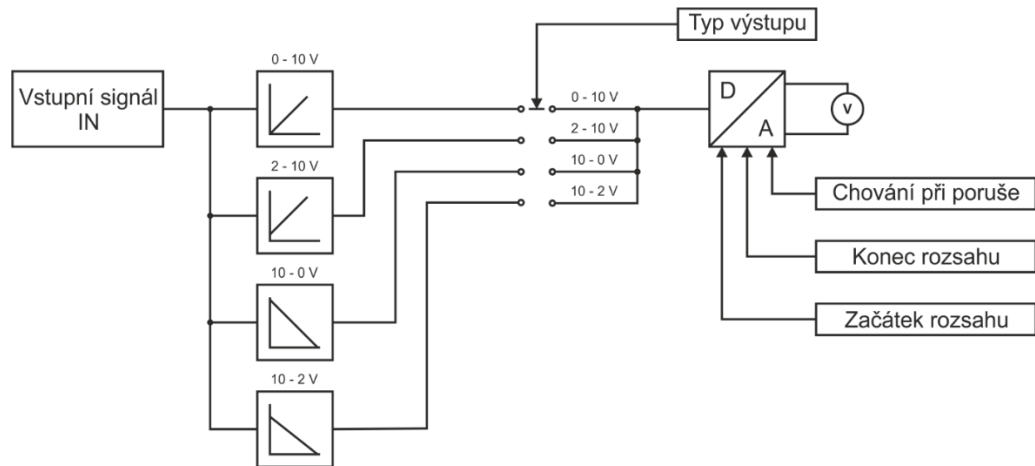 Typ výstupu
0 - 10 V
Vstupní signál
IN
0 - 10 V
2 - 10 V
10 - 0 V
10 - 2 V
D
A
V
2 - 10 V
10 - 0 V
10 - 2 V
Chování při poruše
Konec rozsahu
Začátek rozsahu